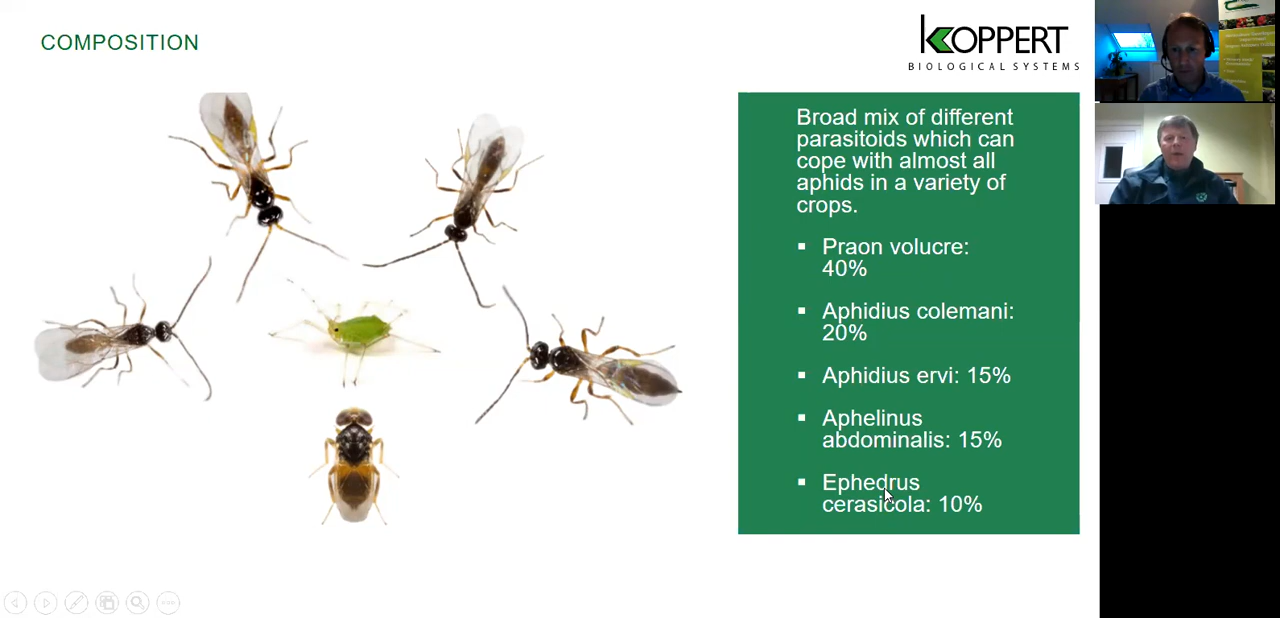 COMPOSITION
KOPPERT
BIOLOGICAL SYSTEMS
Broad mix of different
parasitoids which can
cope with almost all
aphids in a variety of
crops.
▪ Praon volucre:
40%
▪ Aphidius colemani:
20%
▪ Aphidius ervi: 15%
▪ Aphelinus
abdominalis: 15%
▪ Ephedrus
cerasicola: 10%